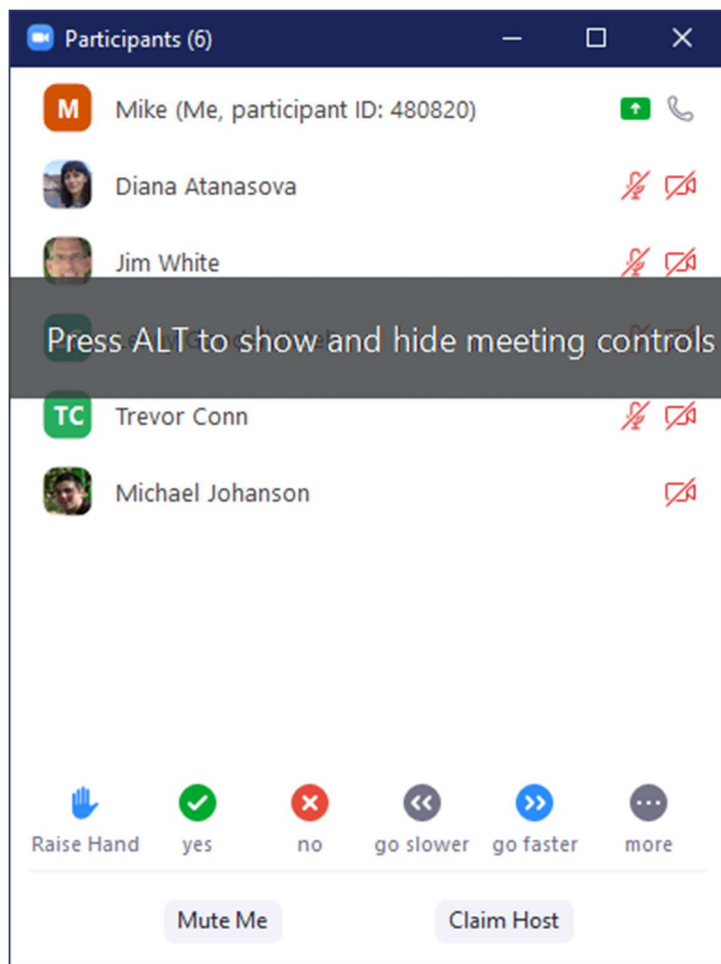 Participants (6)
M Mike (Me, participant ID: 480820)
Diana Atanasova
Jim White
Press ALT to show and hide meeting controls
TC Trevor Conn
Michael Johanson
Raise Hand yes no go slower go faster more
Mute Me Claim Host